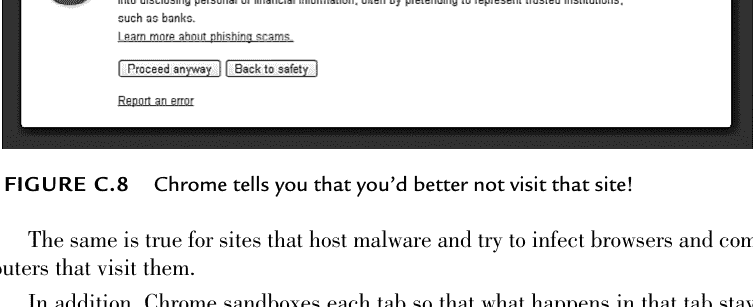 into disclosing personal or financial information, often by pretending to represent trusted institutions,
such as banks.
Learn more about phishing scams.
Proceed anyway Back to safety
Report an error
FIGURE C.8 Chrome tells you that you’d better not visit that site!
The same is true for sites that host malware and try to infect browsers and com
outers that visit them.
In addition, Chrome sandboxes each tab so that what happens in that tab stay